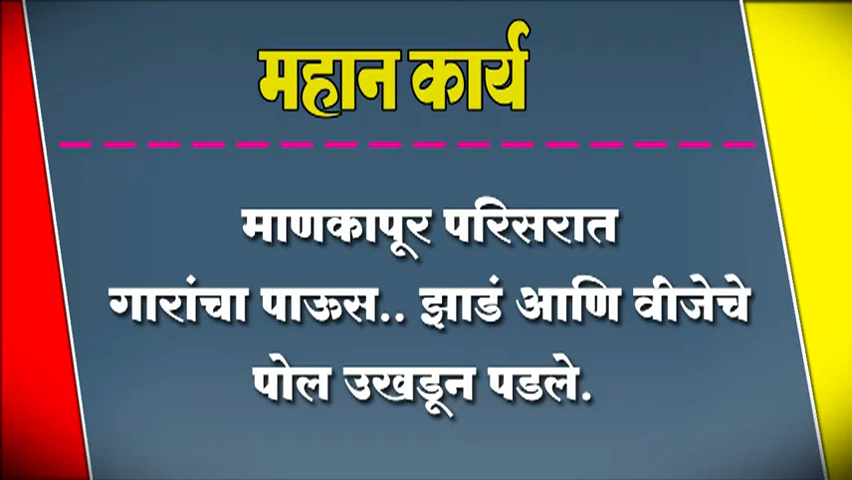 महान कार्य
माणकापूर परिसरात
गारांचा पाऊस.. झाडं आणि वीजेचे
पोल उखडून पडले.